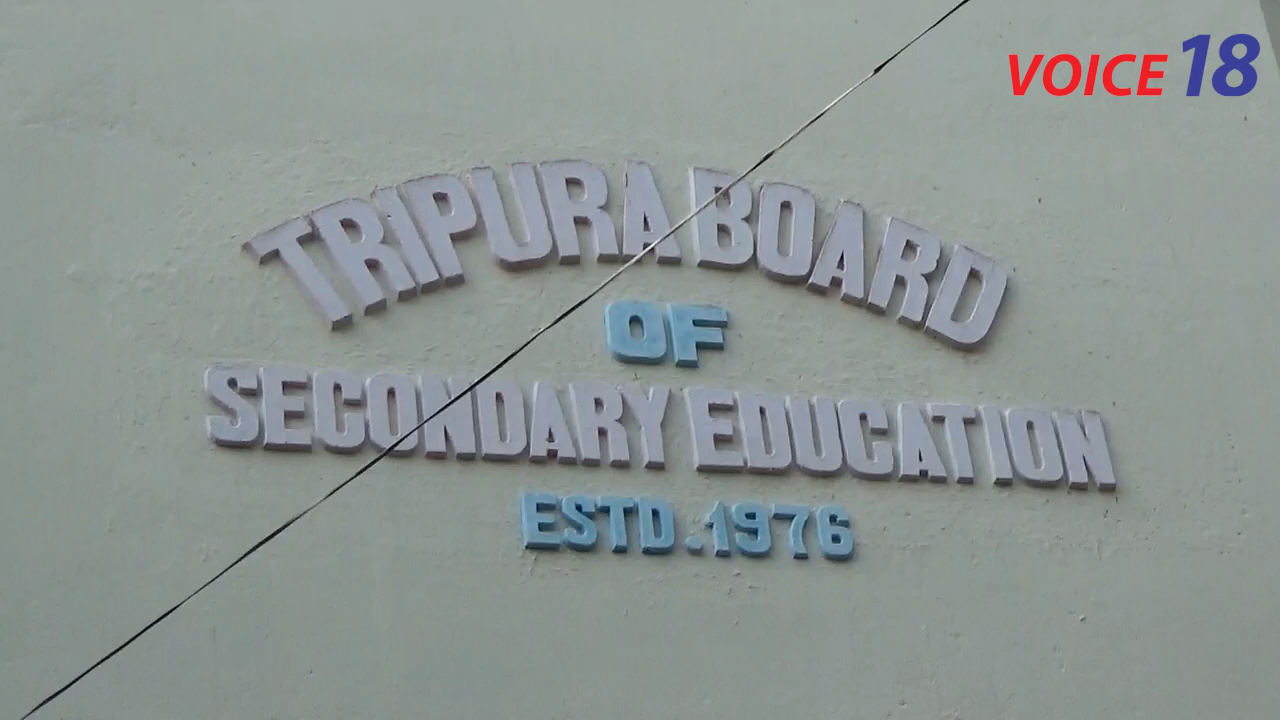 VOICE 18
TRIPURA BOARD
OF
SECONDARY EDUCATION
ESTD.1976